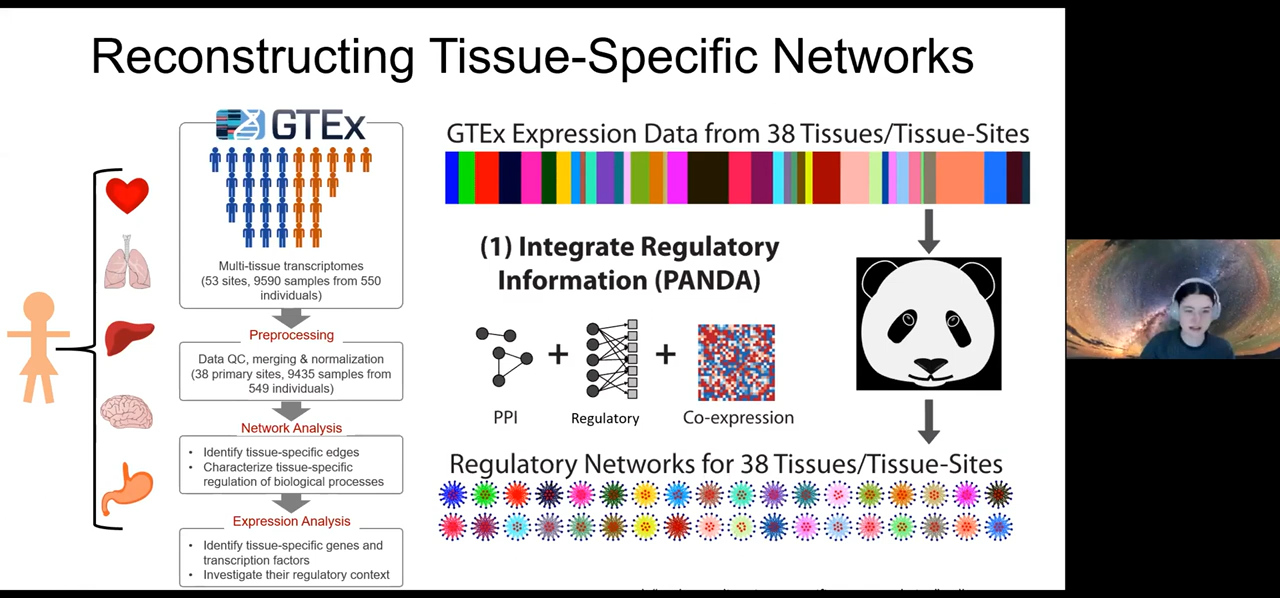 Reconstructing Tissue-Specific Networks
GTEx
Multi-tissue transcriptomes
(53 sites, 9590 samples from 550
individuals)
Preprocessing
Data QC, merging & normalization
(38 primary sites, 9435 samples from
549 individuals)
Network Analysis
• Identify tissue-specific edges
• Characterize tissue-specific
regulation of biological processes
Expression Analysis
• Identify tissue-specific genes and
transcription factors
• Investigate their regulatory context
GTEx Expression Data from 38 Tissues/Tissue-Sites
(1) Integrate Regulatory
Information (PANDA)
+
+
PPI
Regulatory
Co-expression
Regulatory Networks for 38 Tissues/Tissue-Sites